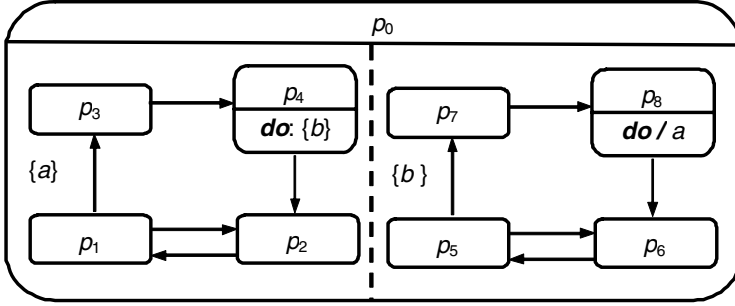 p₀
p₃
p₄
do: {b}
{a}
p₁
p₂
p₇
p₈
do / a
{b }
p₅
p₆